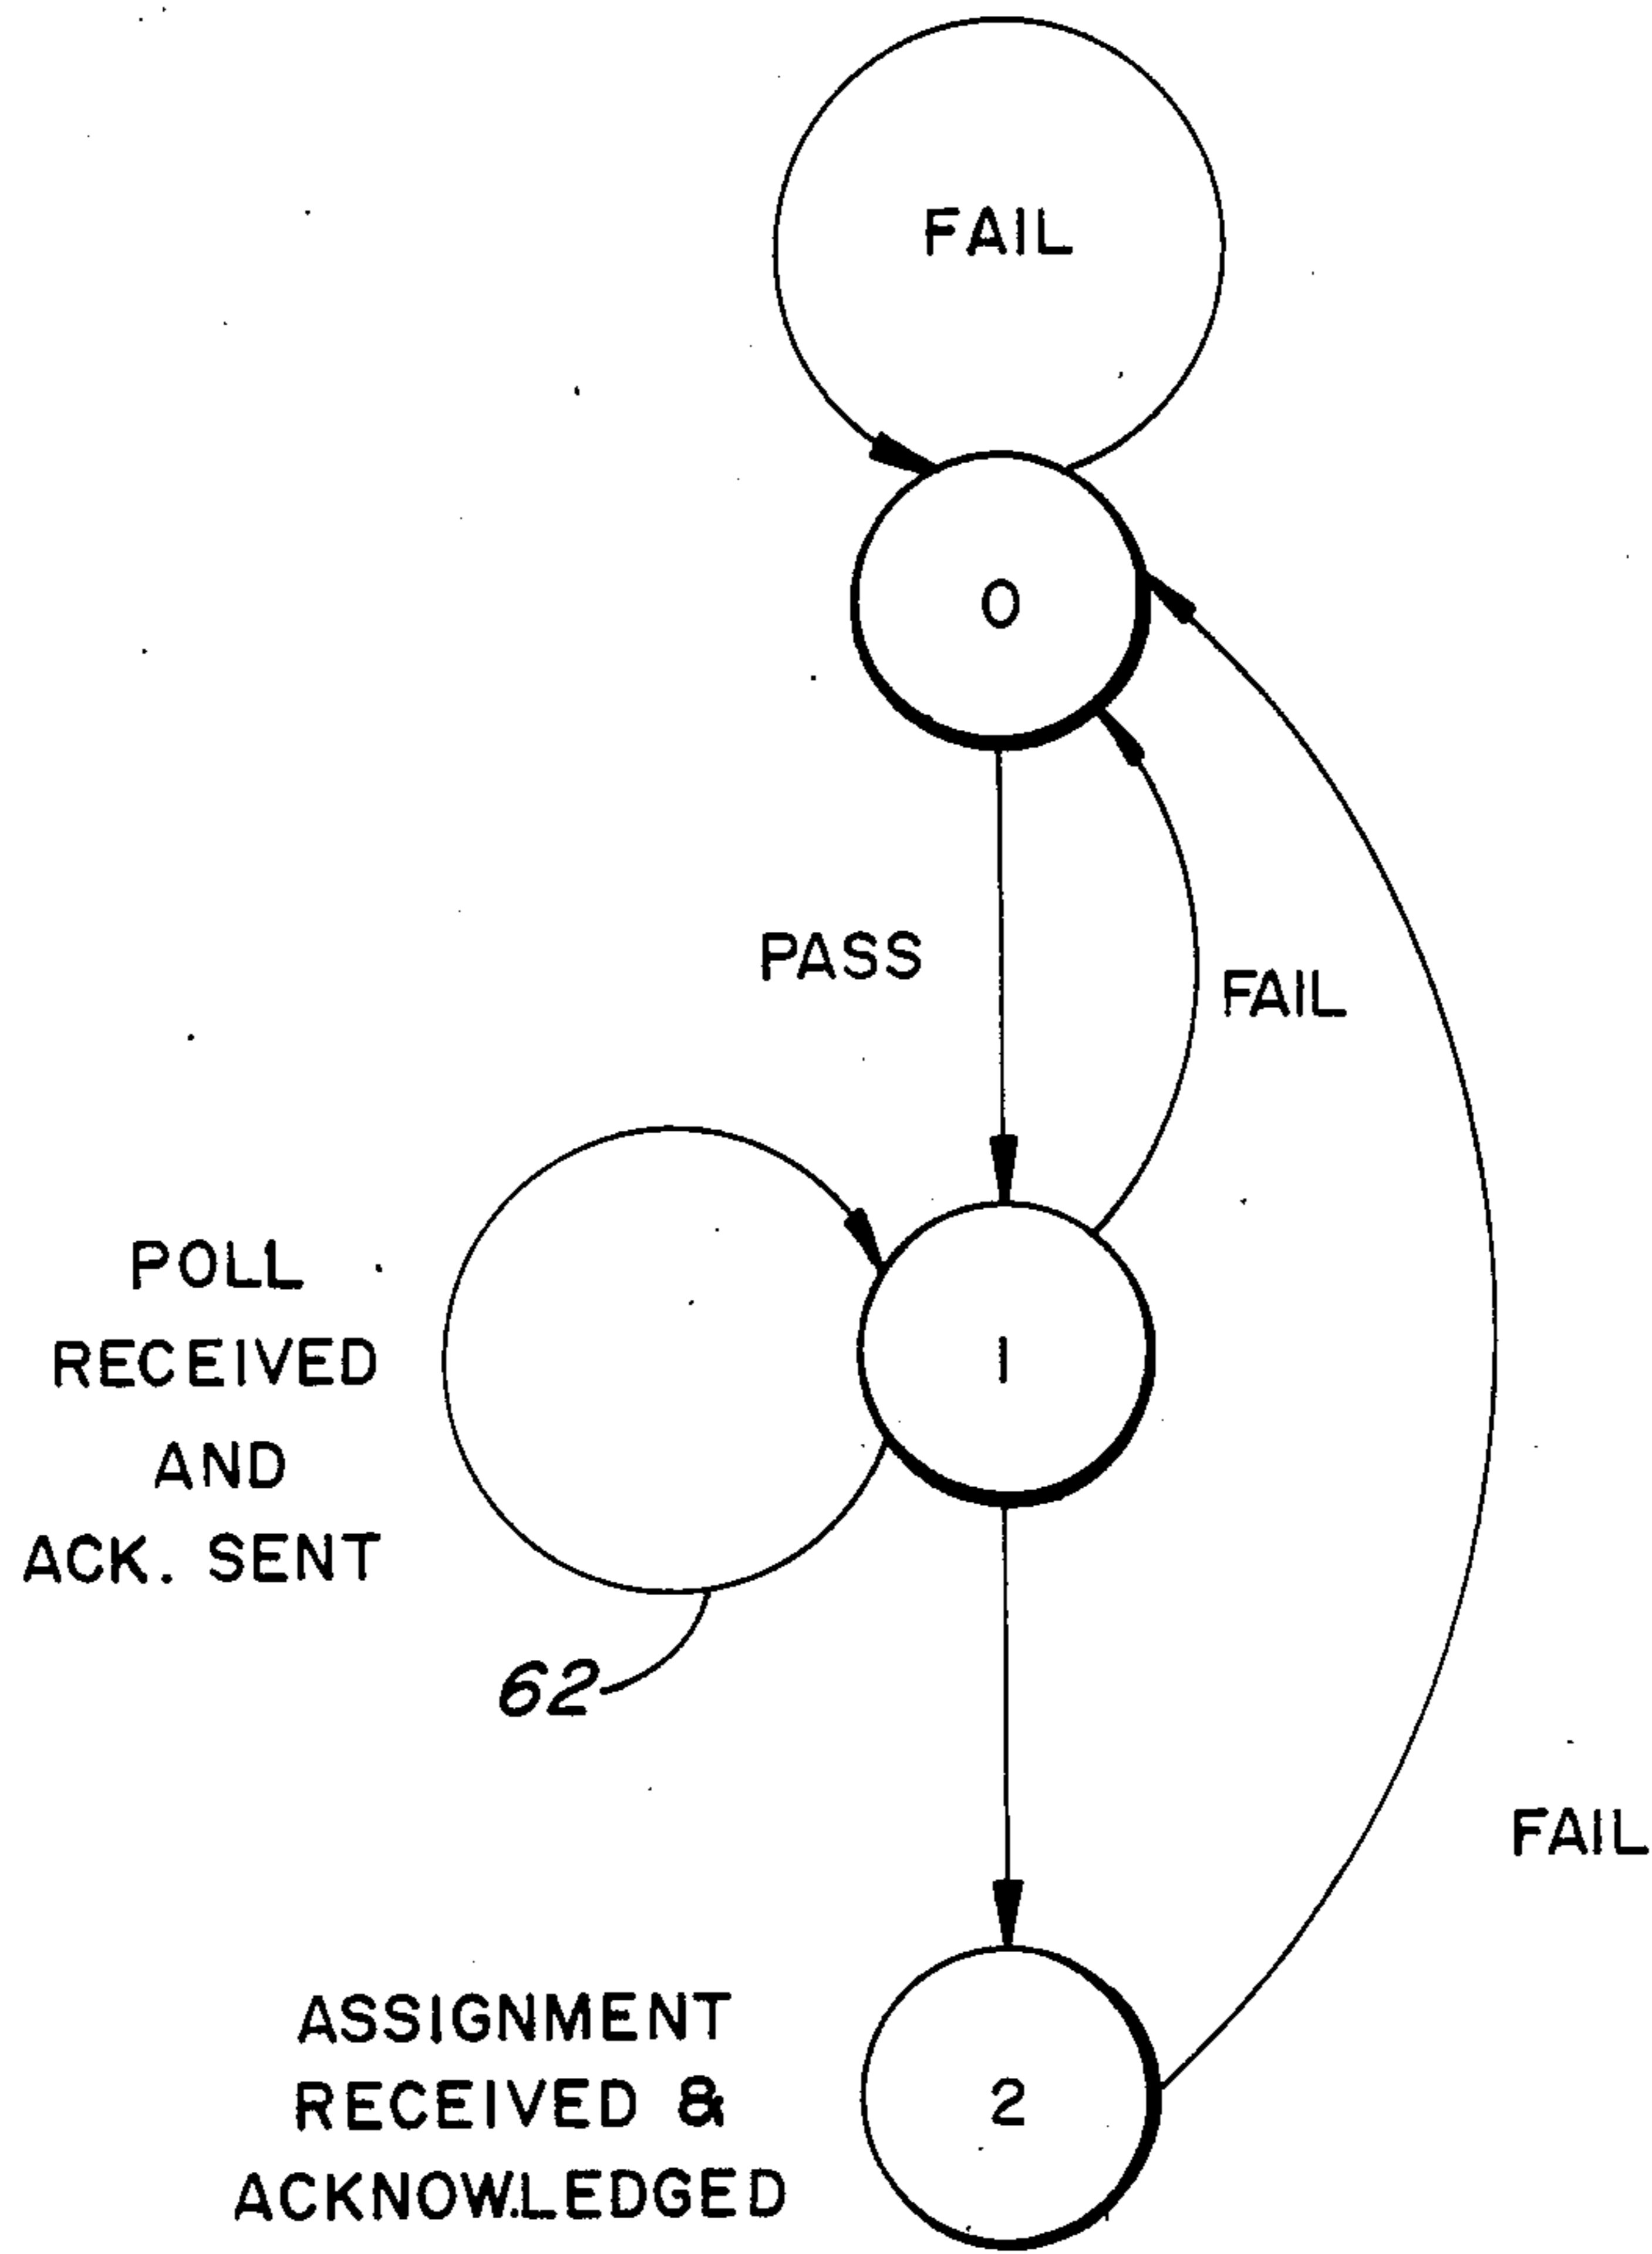 FAIL
0
PASS
FAIL
POLL
RECEIVED
AND
ACK. SENT
1
62
FAIL
ASSIGNMENT
RECEIVED &
ACKNOWLEDGED
2